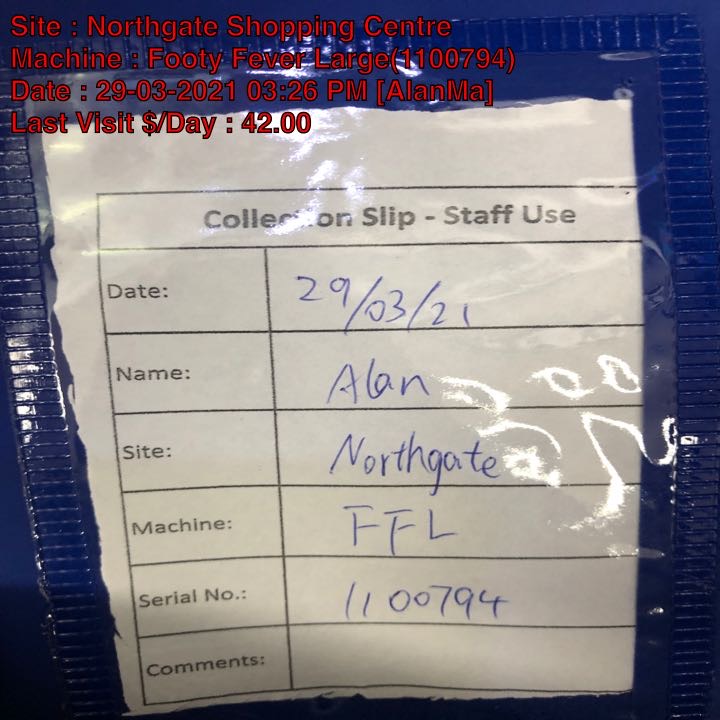 Site : Northgate Shopping Centre
Machine : Footy Fever Large(1100794)
Date : 29-03-2021 03:26 PM [AlanMa]
Last Visit $/Day : 42.00
Collection Slip - Staff Use
Date: 29/03/21
Name: Alan
Site: Northgate
Machine: FFL
Serial No.: 1100794
Comments: